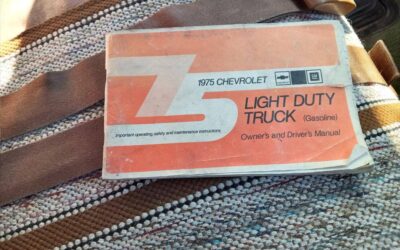 1975 CHEVROLET
75
LIGHT DUTY
TRUCK (Gasoline)
Important operating safety and maintenance instructions
Owner's and Driver's Manual